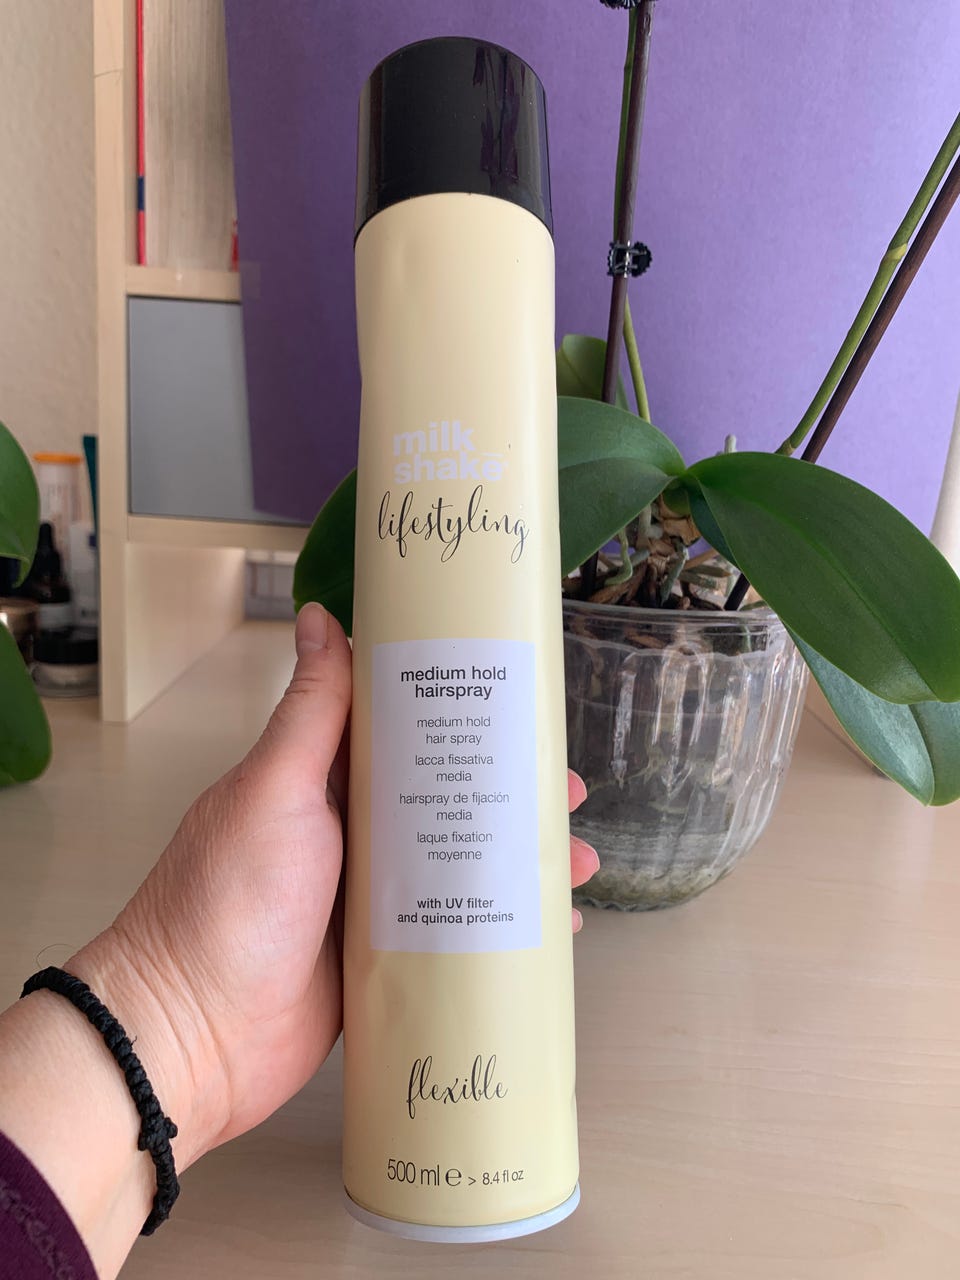 milk
shake
lifestyling
medium hold
hairspray
medium hold
hair spray
lacca fissativa
media
hairspray de fijación
media
laque fixation
moyenne
with UV filter
and quinoa proteins
flexible
500 ml ℮ > 8.4 fl oz